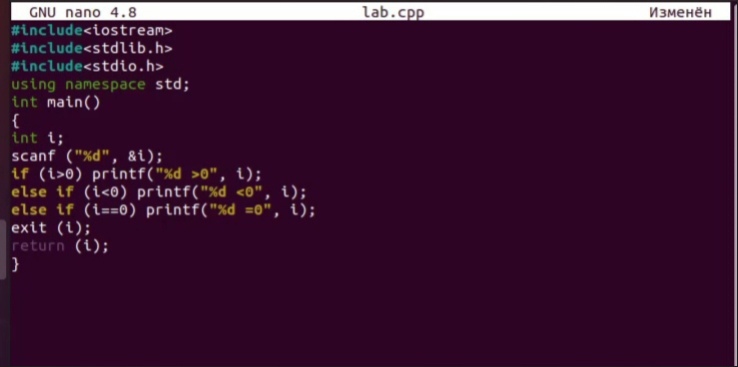 GNU nano 4.8 lab.cpp Изменён
#include<iostream>
#include<stdlib.h>
#include<stdio.h>
using namespace std;
int main()
{
int i;
scanf ("%d", &i);
if (i>0) printf("%d >0", i);
else if (i<0) printf("%d <0", i);
else if (i==0) printf("%d =0", i);
exit (i);
return (i);
}